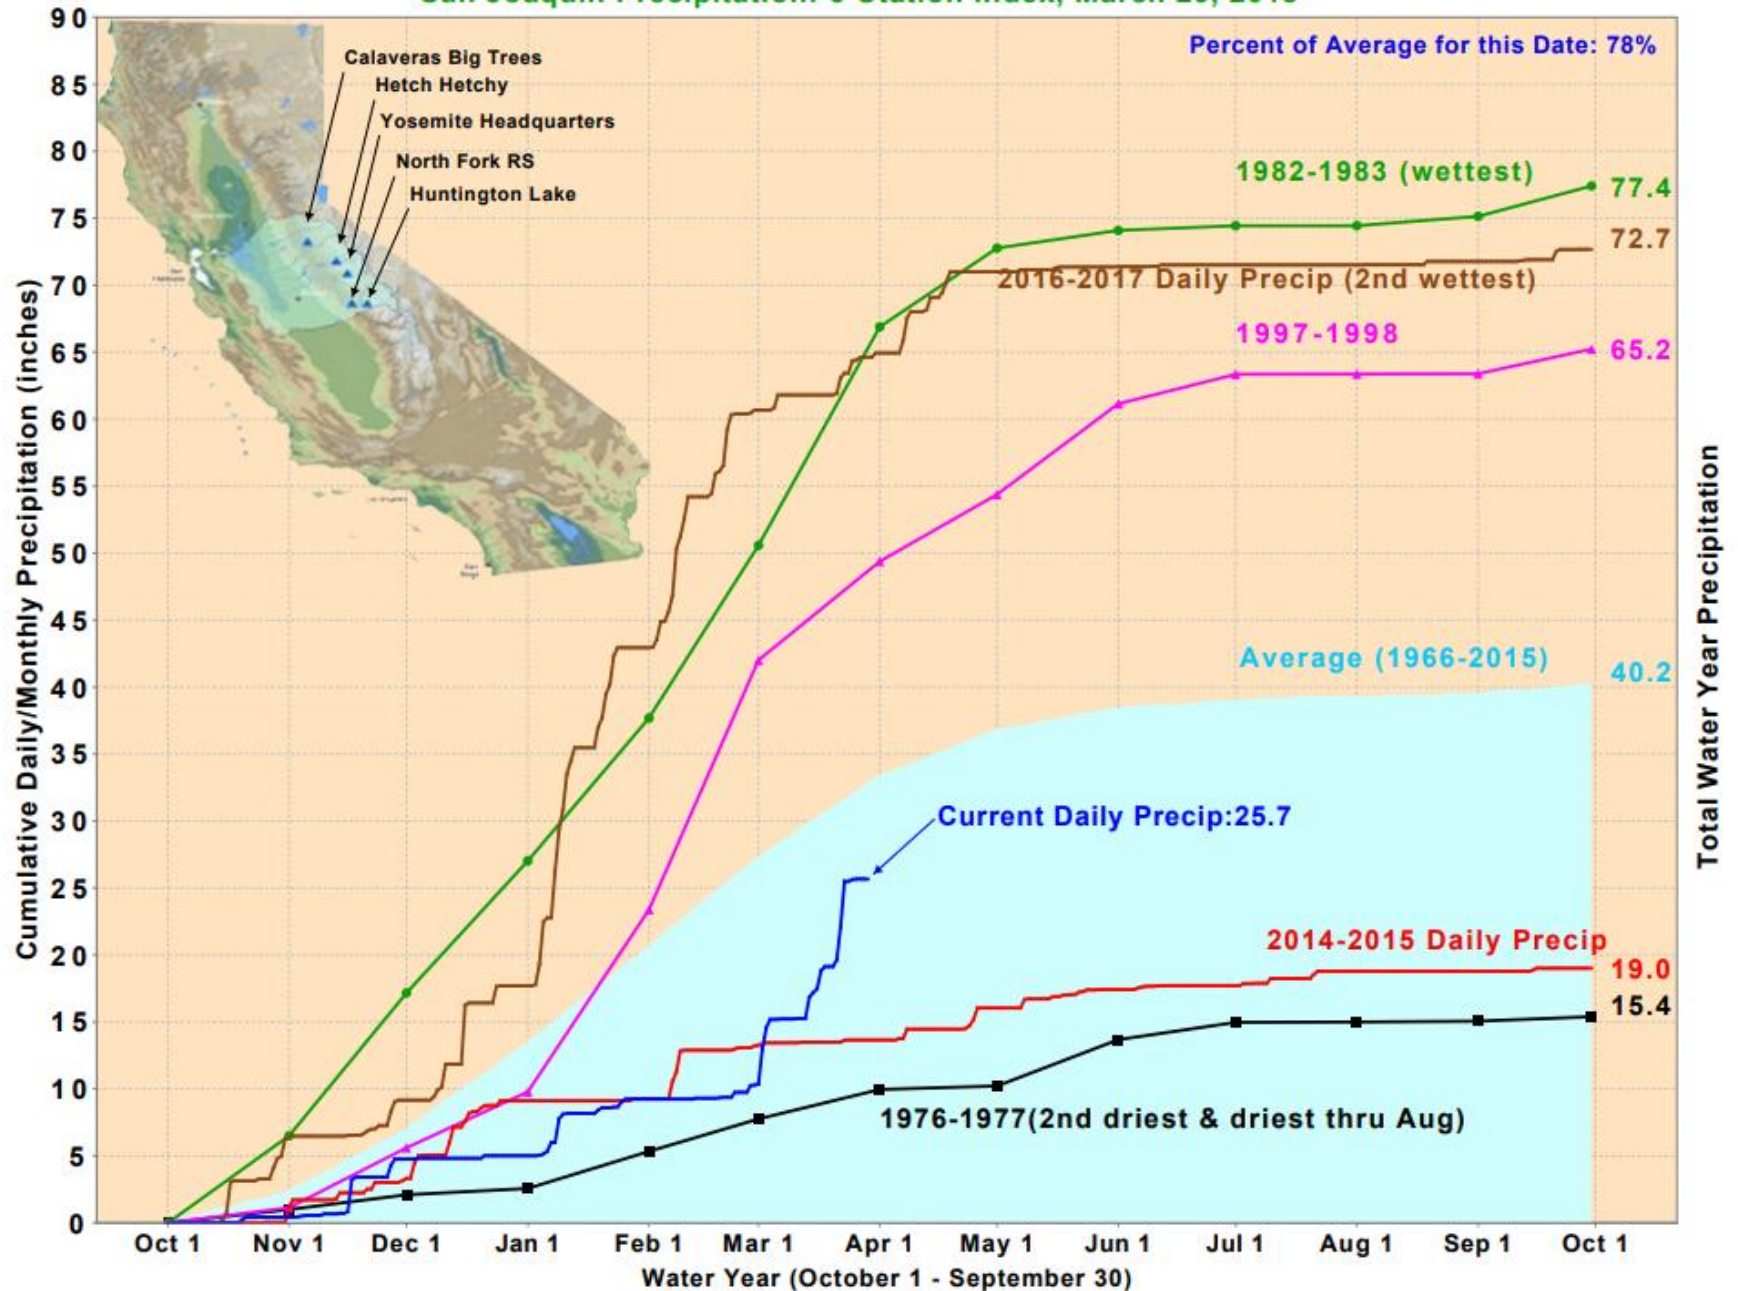 90
85
80
75
70
65
60
55
50
45
40
35
30
25
20
15
10
5
0
Cumulative Daily/Monthly Precipitation (inches)
Percent of Average for this Date: 78%
Calaveras Big Trees
Hetch Hetchy
Yosemite Headquarters
North Fork RS
Huntington Lake
1982-1983 (wettest)
77.4
72.7
2016-2017 Daily Precip (2nd wettest)
1997-1998
65.2
Average (1966-2015)
40.2
Current Daily Precip:25.7
2014-2015 Daily Precip
19.0
15.4
1976-1977(2nd driest & driest thru Aug)
Total Water Year Precipitation
Oct 1 Nov 1 Dec 1 Jan 1 Feb 1 Mar 1 Apr 1 May 1 Jun 1 Jul 1 Aug 1 Sep 1 Oct 1
Water Year (October 1 - September 30)